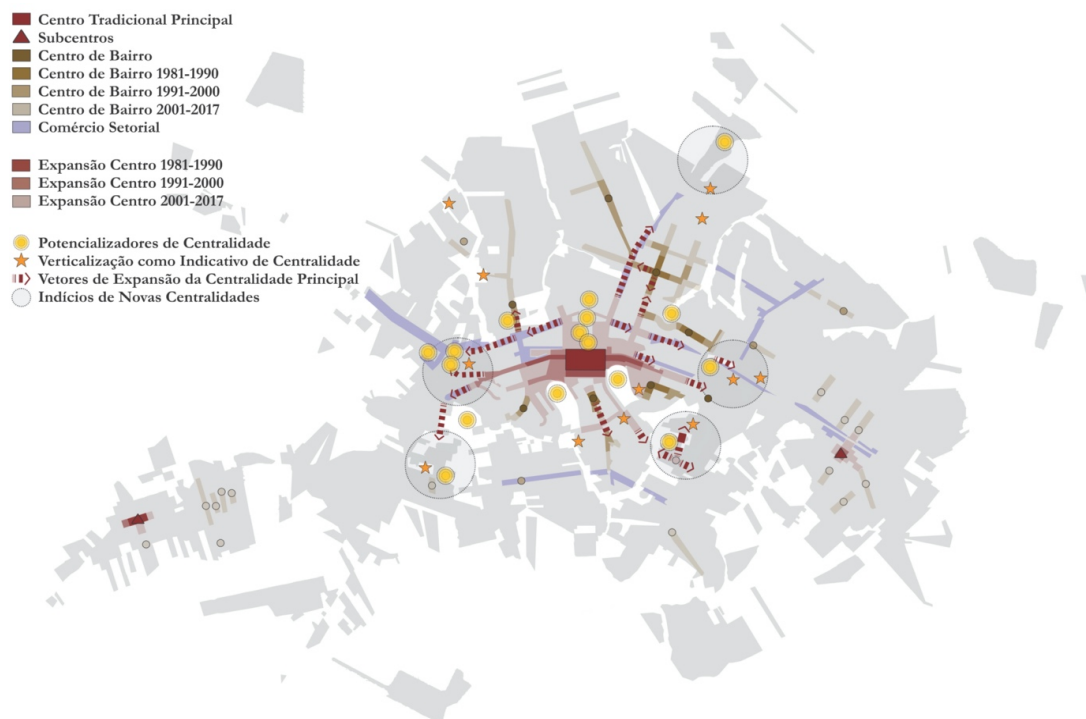 Centro Tradicional Principal
Subcentros
Centro de Bairro
Centro de Bairro 1981-1990
Centro de Bairro 1991-2000
Centro de Bairro 2001-2017
Comércio Setorial
Expansão Centro 1981-1990
Expansão Centro 1991-2000
Expansão Centro 2001-2017
Potencializadores de Centralidade
Verticalização como Indicativo de Centralidade
Vetores de Expansão da Centralidade Principal
Indícios de Novas Centralidades